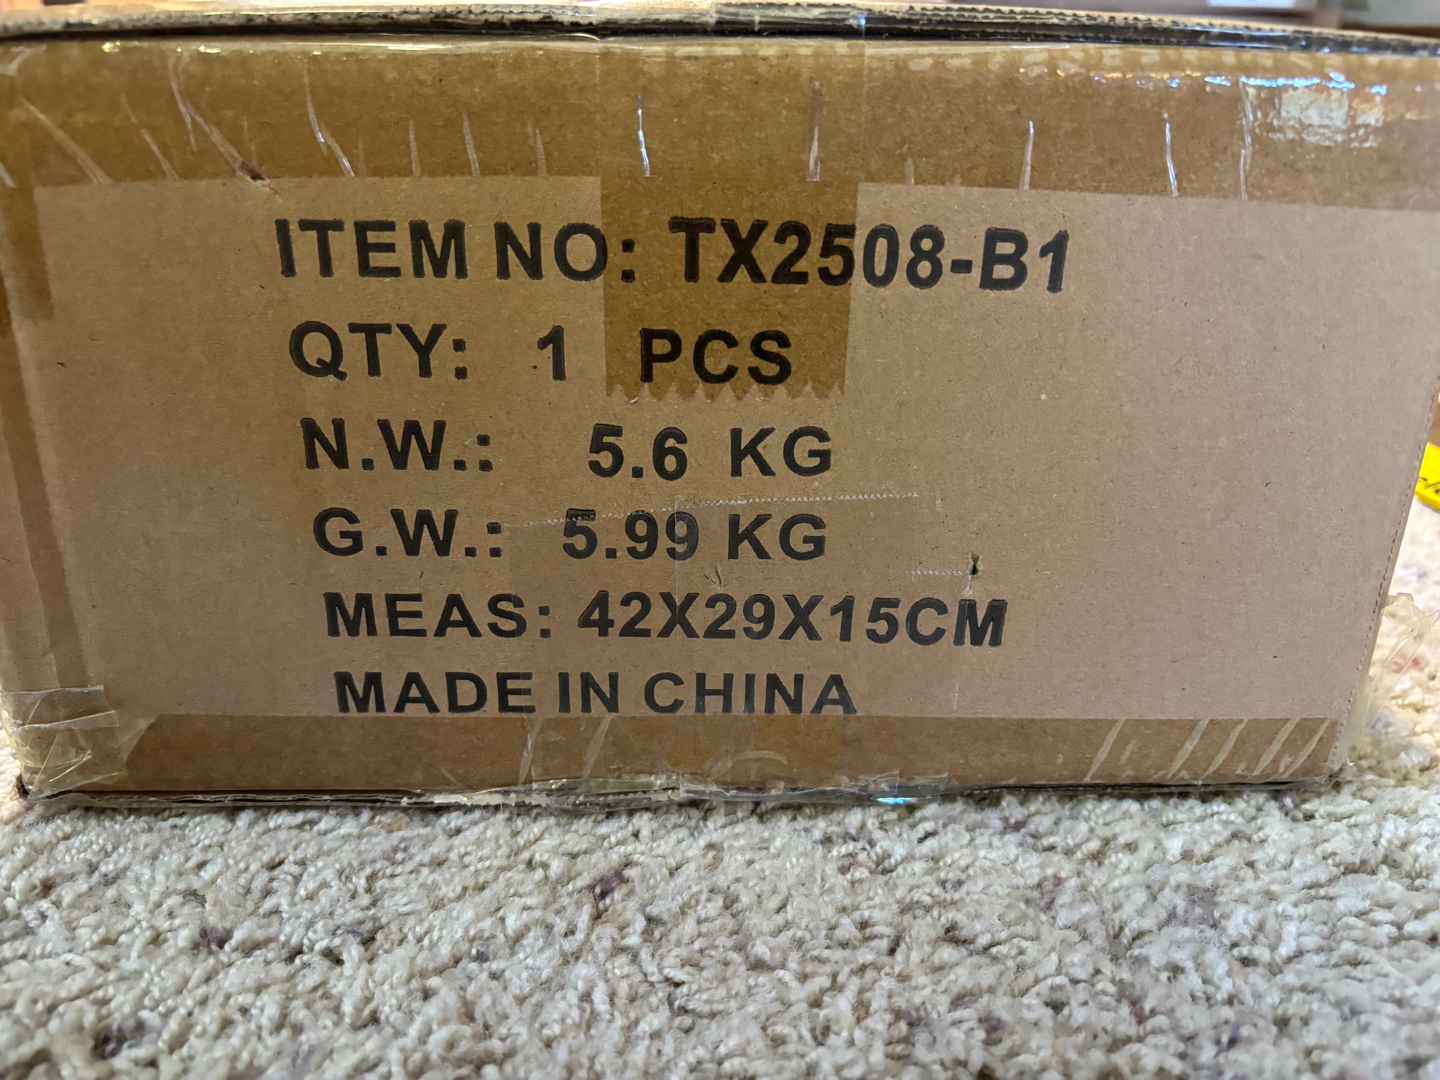 ITEM NO: TX2508-B1
QTY: 1 PCS
N.W.: 5.6 KG
G.W.: 5.99 KG
MEAS: 42X29X15CM
MADE IN CHINA